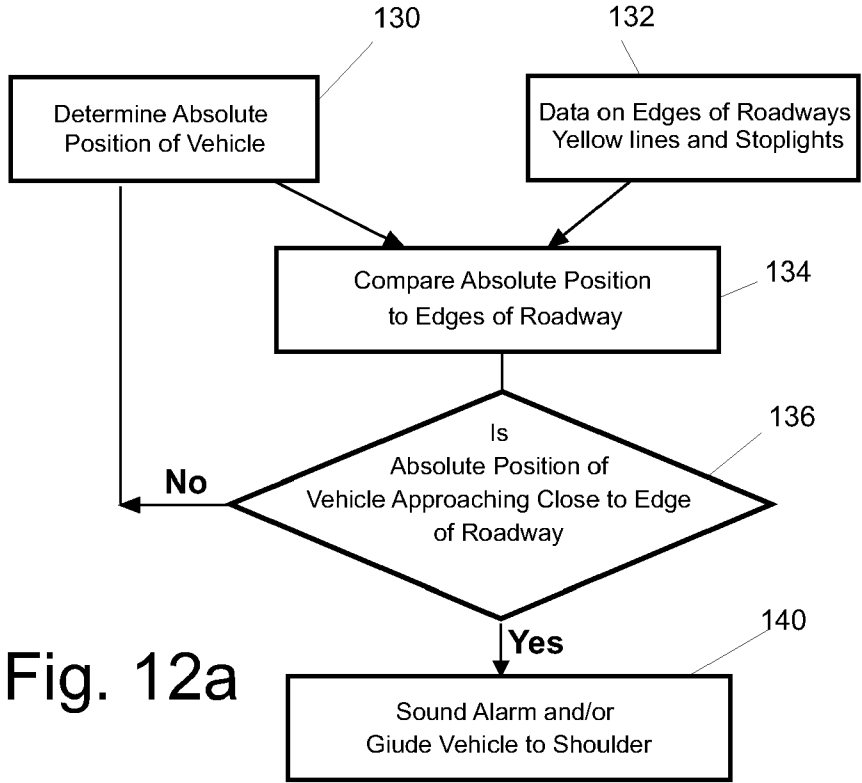 130
132
Determine Absolute
Position of Vehicle
Data on Edges of Roadways
Yellow lines and Stoplights
Compare Absolute Position
to Edges of Roadway
134
Is
Absolute Position of
Vehicle Approaching Close to Edge
of Roadway
136
No
Yes
140
Sound Alarm and/or
Giude Vehicle to Shoulder
Fig. 12a